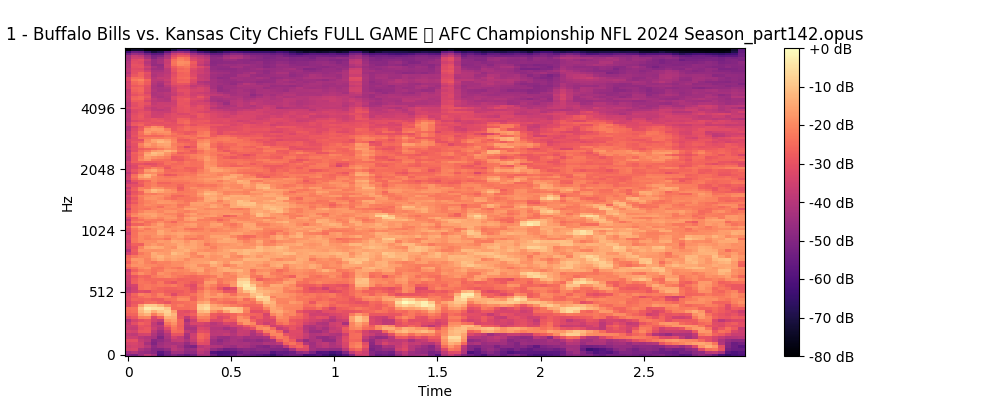 1 - Buffalo Bills vs. Kansas City Chiefs FULL GAME ▯ AFC Championship NFL 2024 Season_part142.opus
+0 dB
-10 dB
4096
-20 dB
2048
-30 dB
Hz
1024
-40 dB
-50 dB
512
-60 dB
-70 dB
0
-80 dB
0
0.5
1
1.5
2
2.5
Time